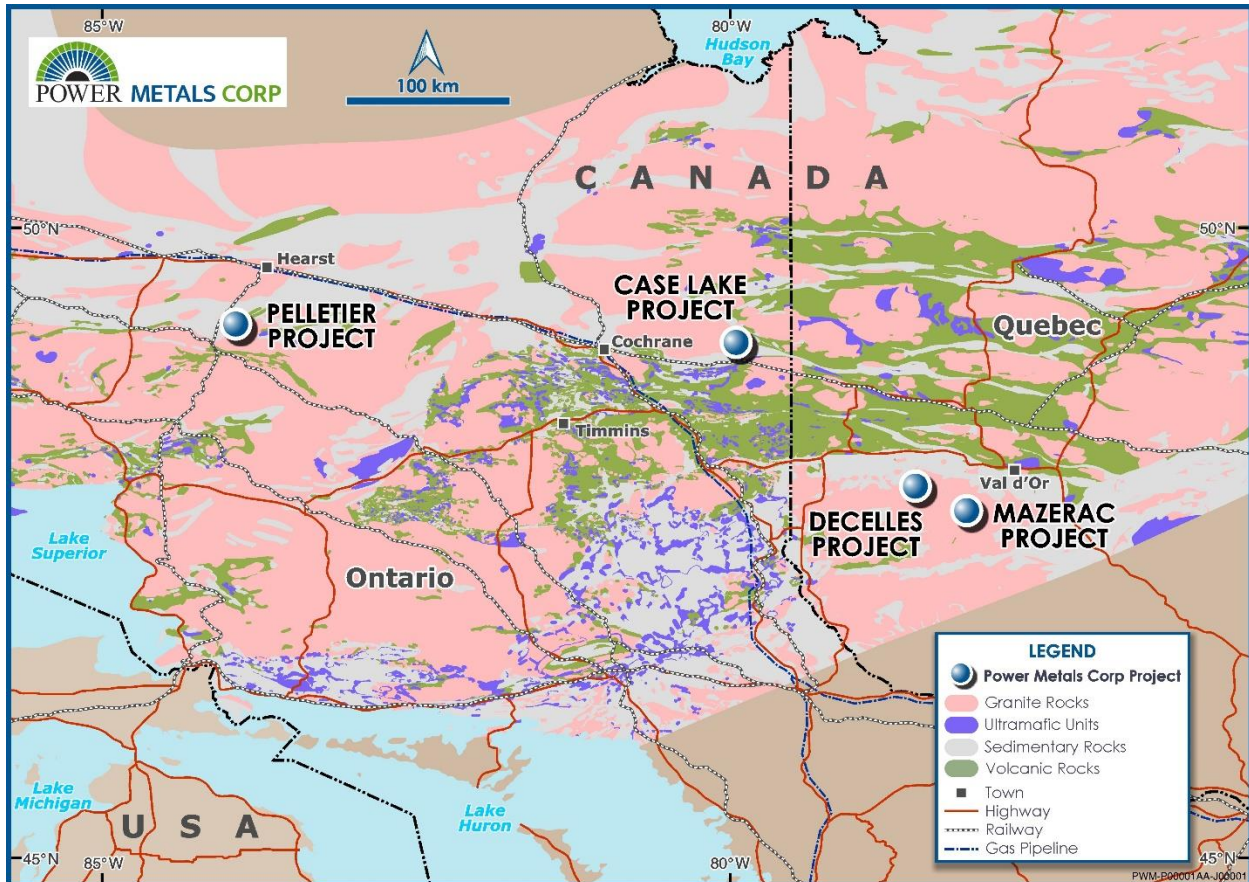 85°W
80°W
Hudson
Bay
POWER METALS CORP
100 km
C A N A D A
50°N
50°N
Hearst
PELLETIER
PROJECT
CASE LAKE
PROJECT
Quebec
Cochrane
Timmins
Val d'Or
DECELLES
PROJECT
MAZERAC
PROJECT
Lake
Superior
Ontario
LEGEND
Power Metals Corp Project
Granite Rocks
Ultramafic Units
Sedimentary Rocks
Volcanic Rocks
Town
Highway
Railway
Gas Pipeline
Lake
Michigan
U S A
Lake
Huron
45°N
85°W
80°W
45°N
PWM-P00001AA-J00001